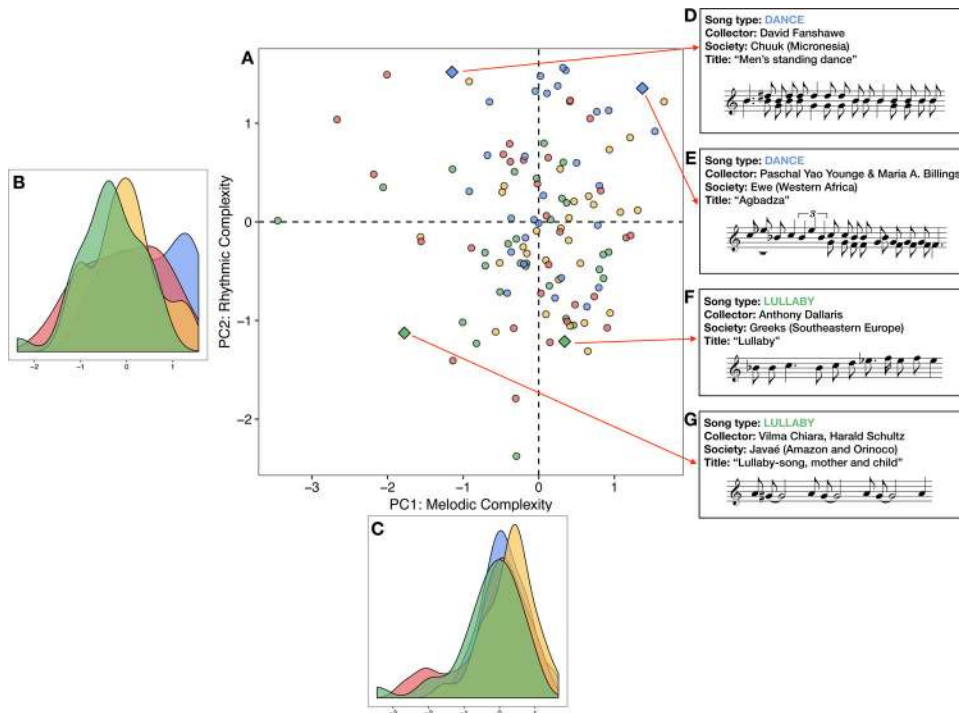 A
1
0
−1
−2
−3
−2
−1
0
1
PC2: Rhythmic Complexity
PC1: Melodic Complexity
B
-2
-1
0
1
C
D
Song type: DANCE
Collector: David Fanshawe
Society: Chuuk (Micronesia)
Title: “Men’s standing dance”
E
Song type: DANCE
Collector: Paschal Yao Younge & Maria A. Billings
Society: Ewe (Western Africa)
Title: “Agbadza”
3
F
Song type: LULLABY
Collector: Anthony Dallaris
Society: Greeks (Southeastern Europe)
Title: “Lullaby”
G
Song type: LULLABY
Collector: Vilma Chiara, Harald Schultz
Society: Javaé (Amazon and Orinoco)
Title: “Lullaby-song, mother and child”